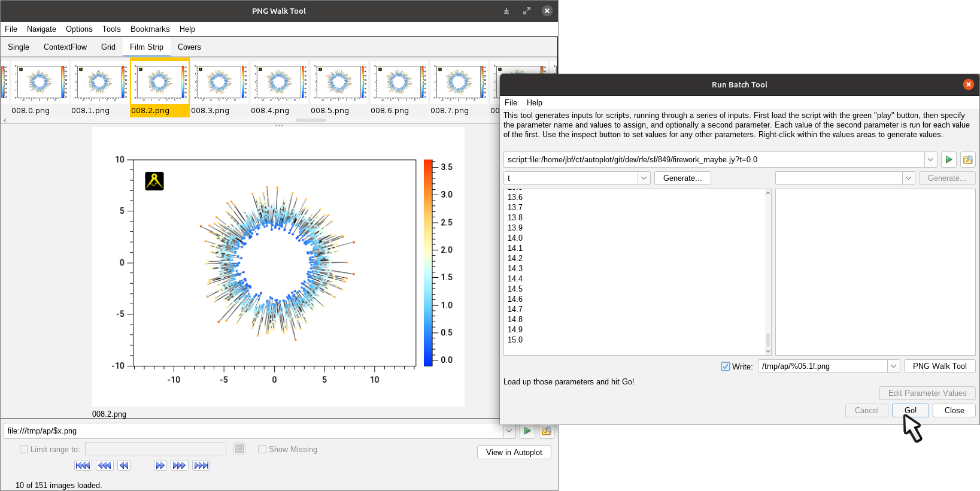 PNG Walk Tool
File Navigate Options Tools Bookmarks Help
Single ContextFlow Grid Film Strip Covers
008.0.png 008.1.png 008.2.png 008.3.png 008.4.png 008.5.png 008.6.png 008.7.png
10
5
0
-5
-10
-10 -5 0 5 10
3.5
3.0
2.5
2.0
1.5
1.0
0.5
0.0
008.2.png
file:///tmp/ap/$x.png
Limit range to: Show Missing
View in Autoplot
10 of 151 images loaded.
Run Batch Tool
File Help
This tool generates inputs for scripts, running through a series of inputs. First load the script with the green "play" button, then specify
the parameter name and values to assign, and optionally a second parameter. Each value of the second parameter is run for each value
of the first. Use the inspect button to set values for any other parameters. Right-click within the values areas to generate values.
script:file:/home/jbf/ct/autoplot/git/dev/rfe/sf/849/firework_maybe.jy?t=0.0
t Generate... Generate...
13.6
13.7
13.8
13.9
14.0
14.1
14.2
14.3
14.4
14.5
14.6
14.7
14.8
14.9
15.0
Write: /tmp/ap/%05.1f.png PNG Walk Tool
Load up those parameters and hit Go!
Edit Parameter Values
Cancel Go! Close